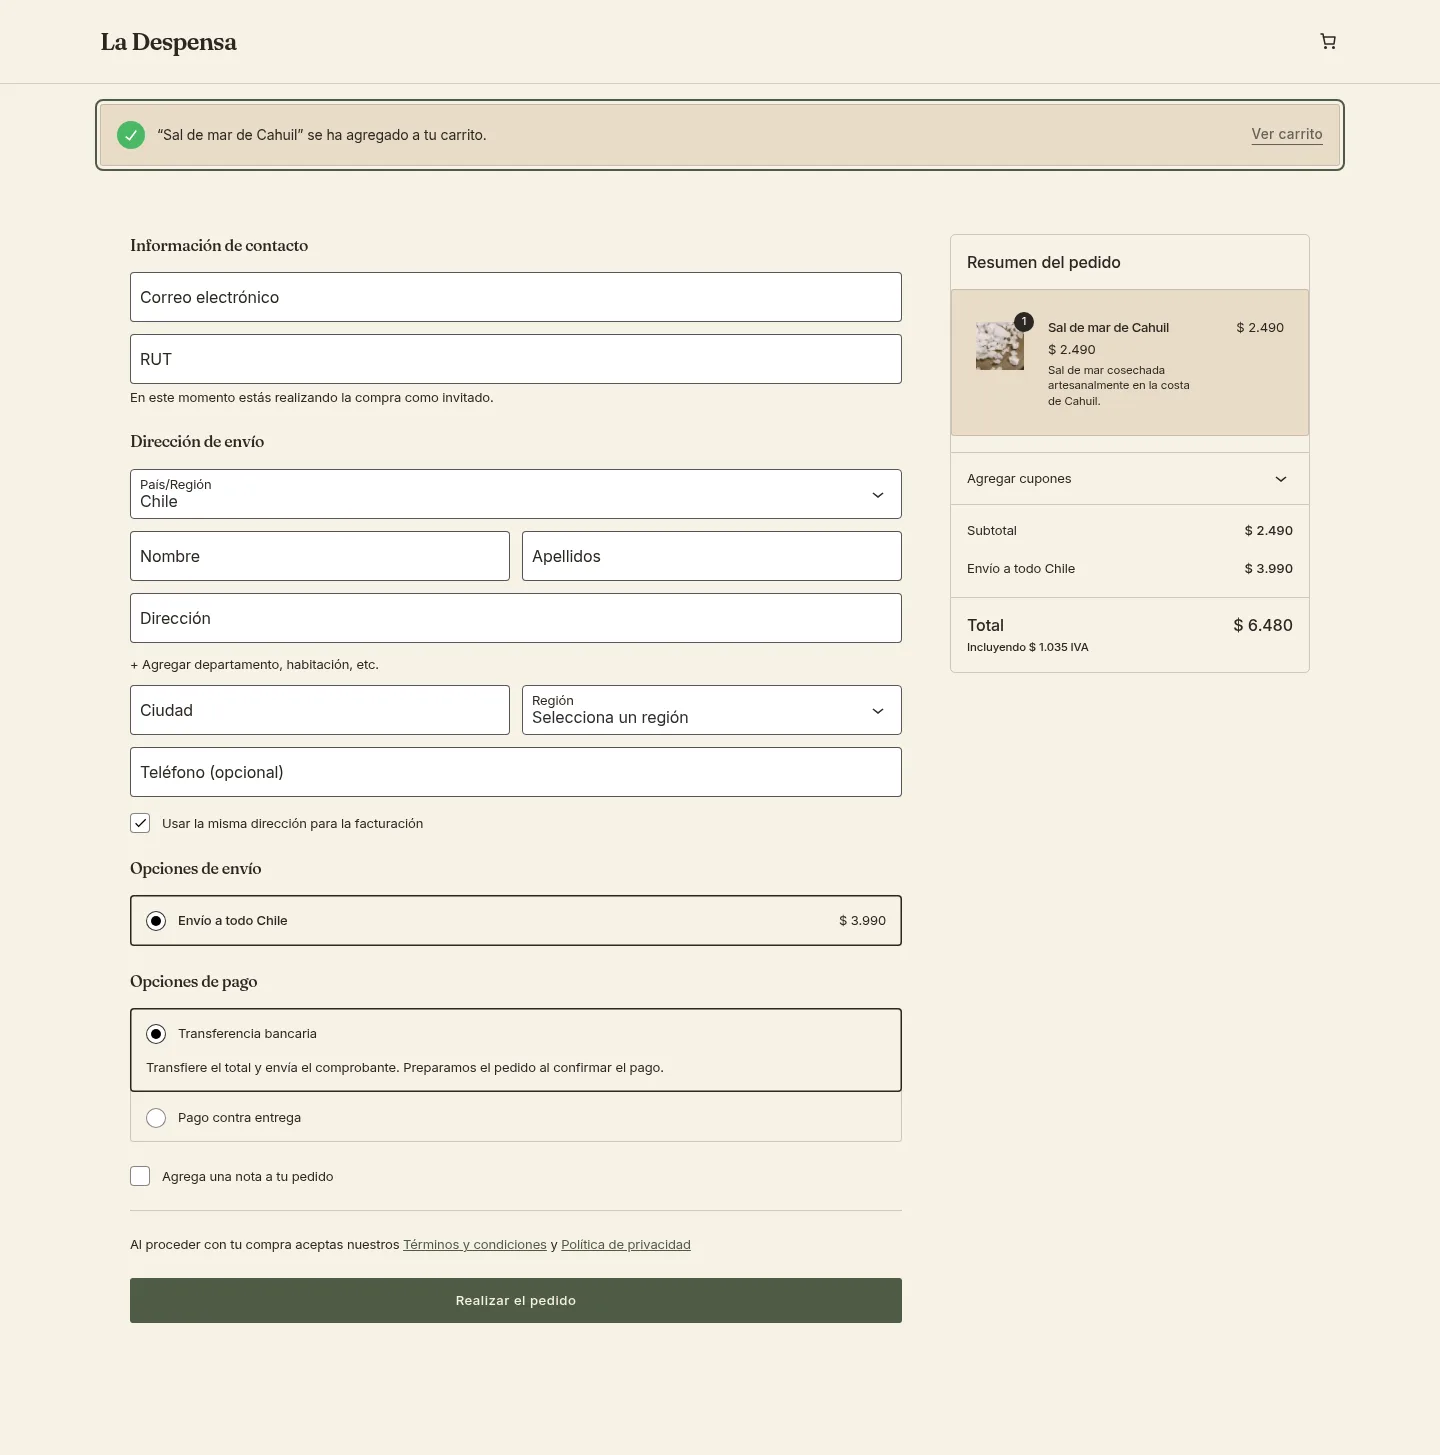 La Despensa
“Sal de mar de Cahuil” se ha agregado a tu carrito.
Ver carrito
Información de contacto
Correo electrónico
RUT
En este momento estás realizando la compra como invitado.
Dirección de envío
País/Región
Chile
Nombre
Apellidos
Dirección
+ Agregar departamento, habitación, etc.
Ciudad
Región
Selecciona un región
Teléfono (opcional)
Usar la misma dirección para la facturación
Opciones de envío
Envío a todo Chile
$ 3.990
Opciones de pago
Transferencia bancaria
Transfiere el total y envía el comprobante. Preparamos el pedido al confirmar el pago.
Pago contra entrega
Agrega una nota a tu pedido
Al proceder con tu compra aceptas nuestros Términos y condiciones y Política de privacidad
Realizar el pedido
Resumen del pedido
1
Sal de mar de Cahuil
$ 2.490
$ 2.490
Sal de mar cosechada
artesanalmente en la costa
de Cahuil.
Agregar cupones
Subtotal
$ 2.490
Envío a todo Chile
$ 3.990
Total
$ 6.480
Incluyendo $ 1.035 IVA